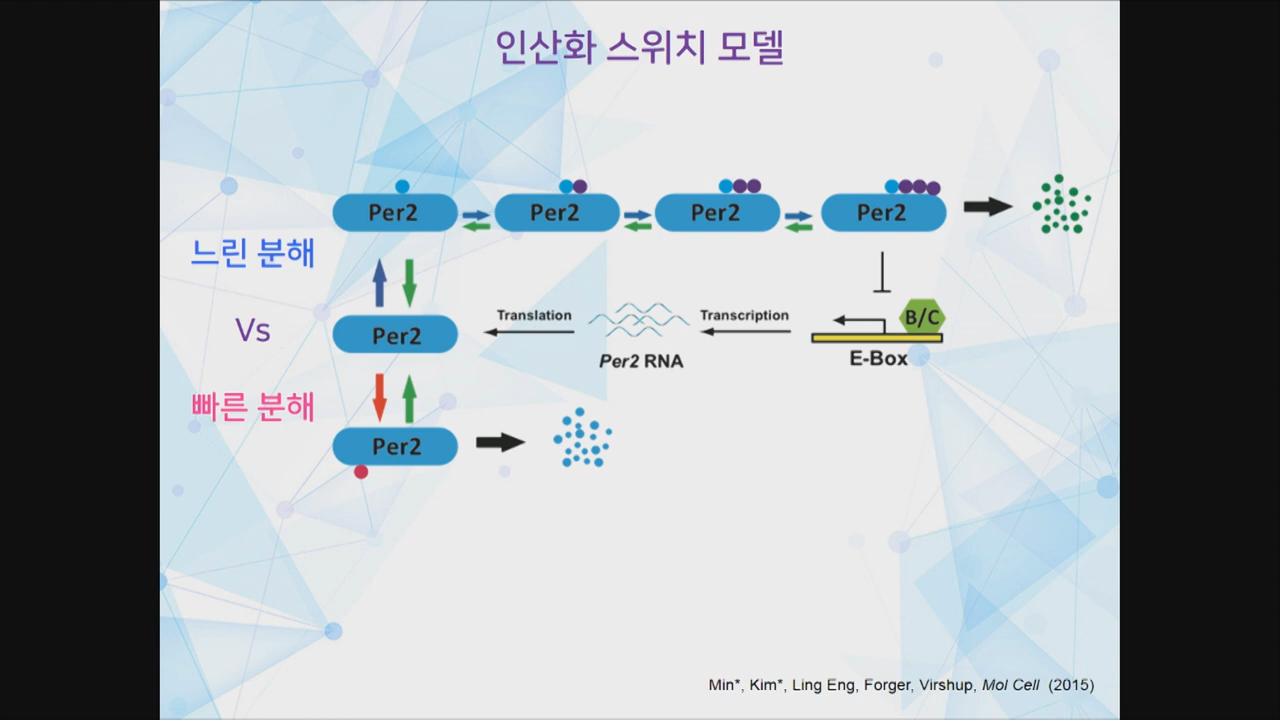 인산화 스위치 모델
Per2 Per2 Per2 Per2
느린 분해
Vs
빠른 분해
Per2
Translation
Per2 RNA
Transcription
B/C
E-Box
Per2
Min*, Kim*, Ling Eng, Forger, Virshup, Mol Cell (2015)